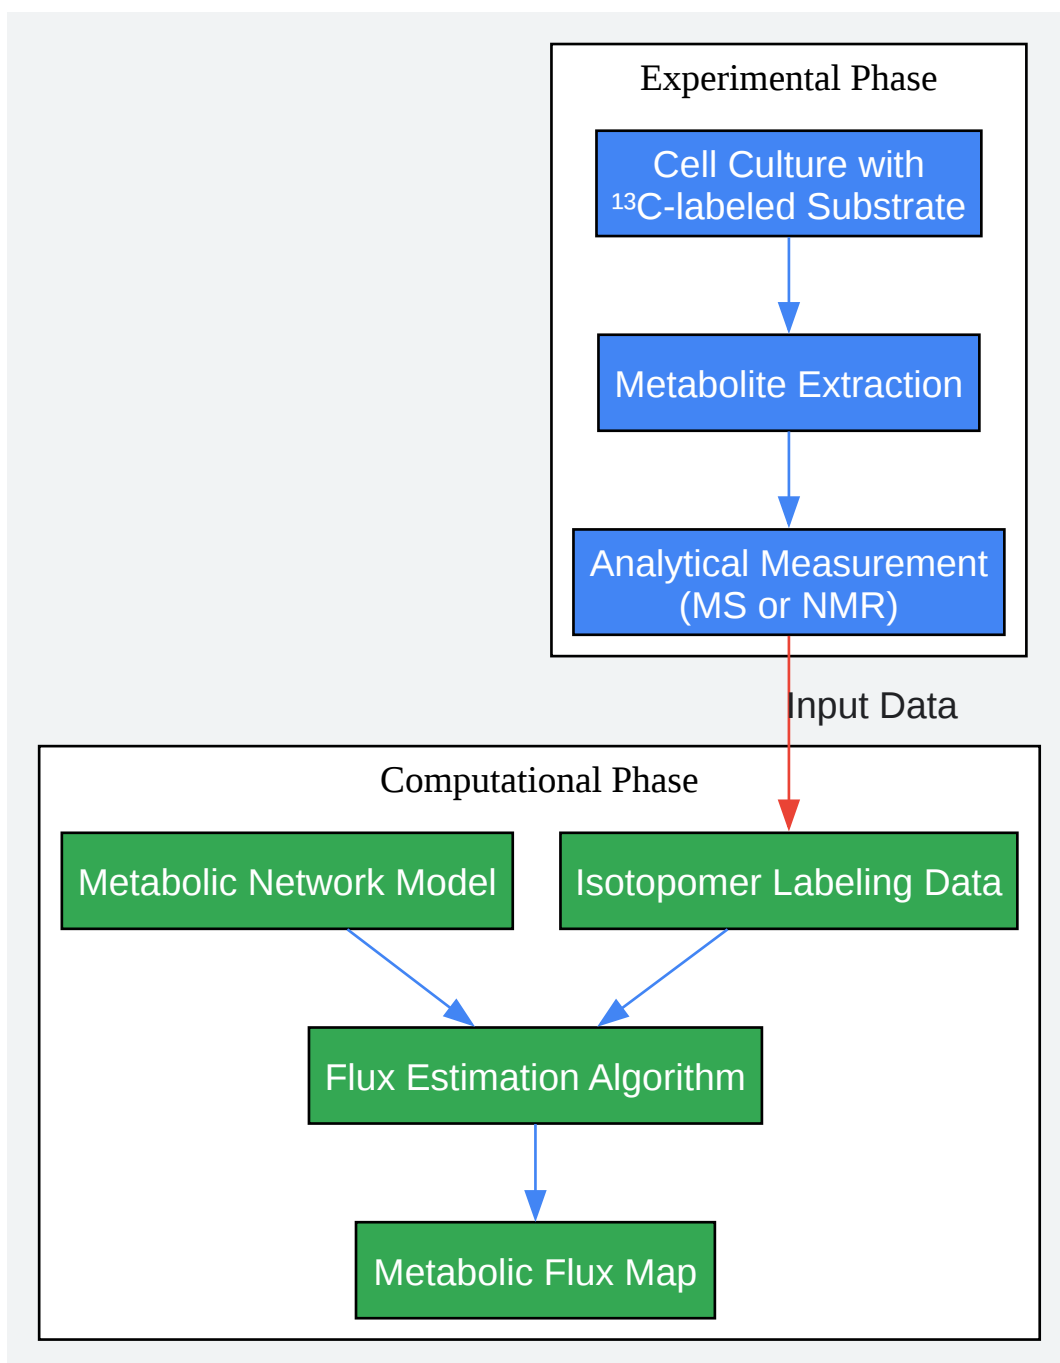 Experimental Phase
Cell Culture with
¹³C-labeled Substrate
Metabolite Extraction
Analytical Measurement
(MS or NMR)
Input Data
Computational Phase
Metabolic Network Model
Isotopomer Labeling Data
Flux Estimation Algorithm
Metabolic Flux Map